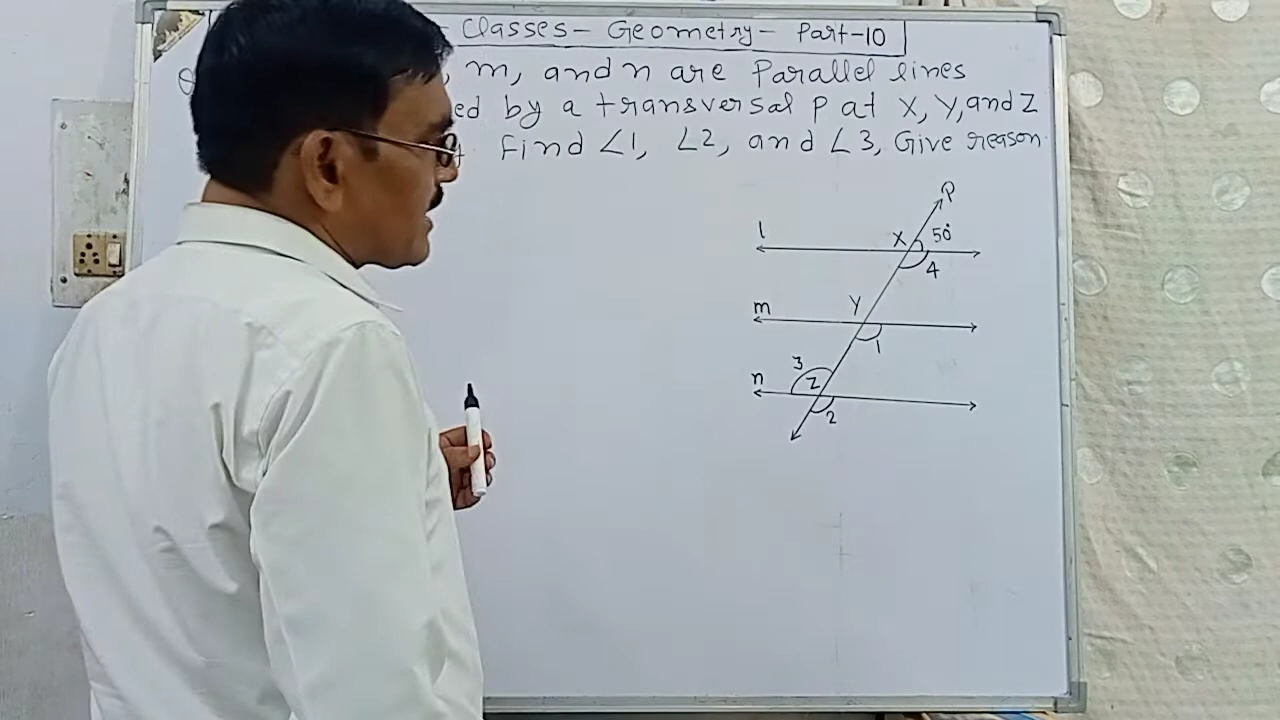 Classes- Geometry- Part-10
, m, and n are Parallel lines
ed by a transversal P at X, Y, and Z
Find ∠1, ∠2, and ∠3, Give reason.
P
l
X
50°
4
m
Y
1
n
3
Z
2